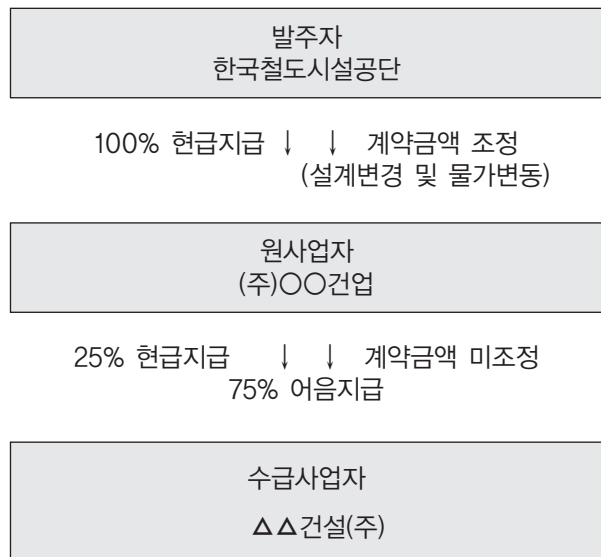 발주자
한국철도시설공단
100% 현급지급 ↓ ↓ 계약금액 조정
(설계변경 및 물가변동)
원사업자
(주)○○건업
25% 현급지급 ↓ ↓ 계약금액 미조정
75% 어음지급
수급사업자
△△건설(주)